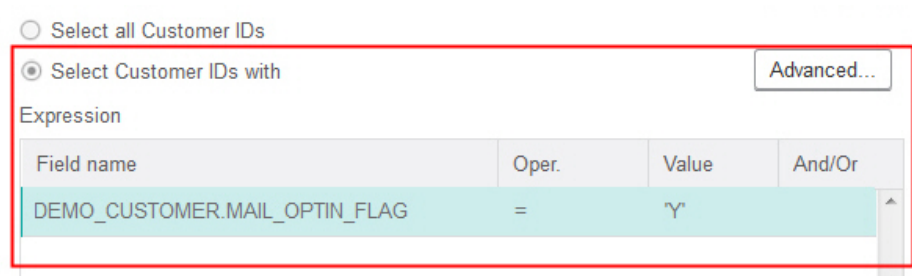 Select all Customer IDs
Select Customer IDs with Advanced...
Expression
Field name Oper. Value And/Or
DEMO_CUSTOMER.MAIL_OPTIN_FLAG = 'Y'